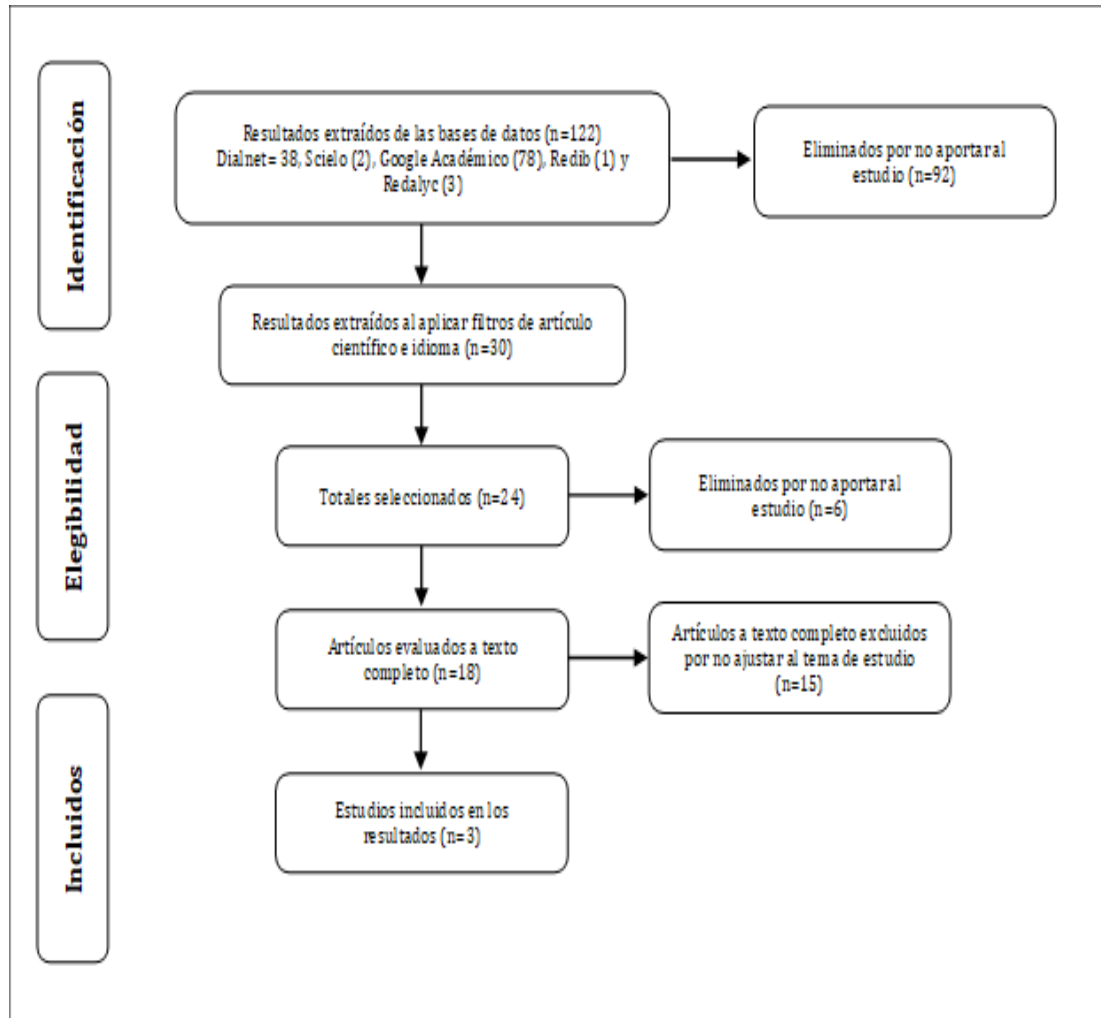 Identificación
Resultados extraídos de las bases de datos (n=122)
Dialnet= 38, Scielo (2), Google Académico (78), Redib (1) y
Redalyc (3)
Eliminados por no aportar al
estudio (n=92)
Resultados extraídos al aplicar filtros de artículo
científico e idioma (n=30)
Elegibilidad
Totales seleccionados (n=24)
Eliminados por no aportar al
estudio (n=6)
Artículos evaluados a texto
completo (n=18)
Artículos a texto completo excluidos
por no ajustar al tema de estudio
(n=15)
Incluidos
Estudios incluidos en los
resultados (n=3)